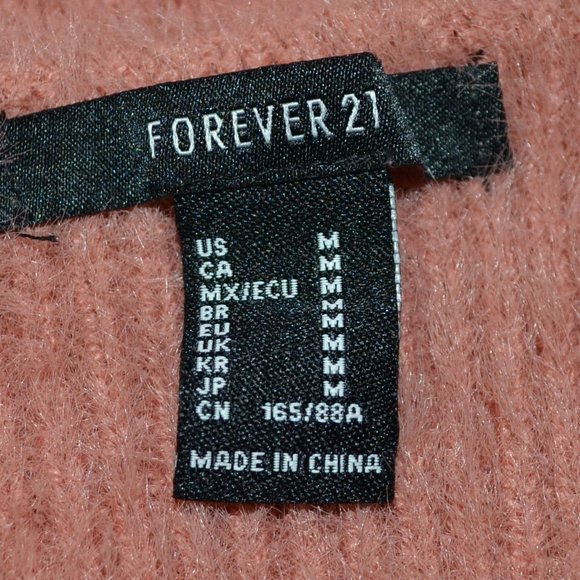 FOREVER 21
US M
CA M
MX/ECU M
BR M
EU M
UK M
KR M
JP M
CN 165/88A
MADE IN CHINA